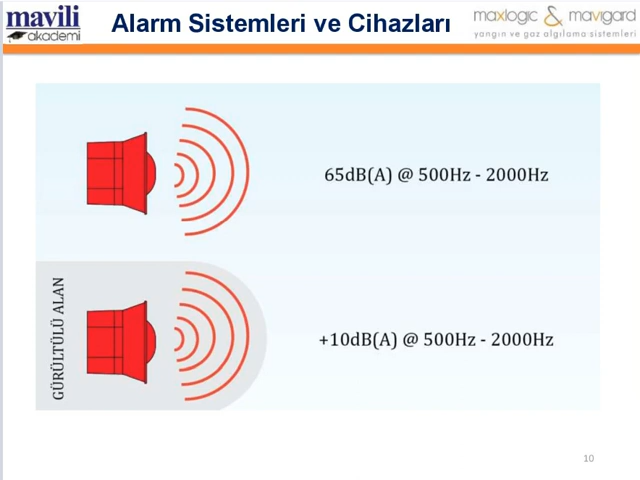 mavili
akademi
Alarm Sistemleri ve Cihazları
maxlogic & mavigard
yangın ve gaz algılama sistemleri
65dB(A) @ 500Hz - 2000Hz
GÜRÜLTÜLÜ ALAN
+10dB(A) @ 500Hz - 2000Hz
10